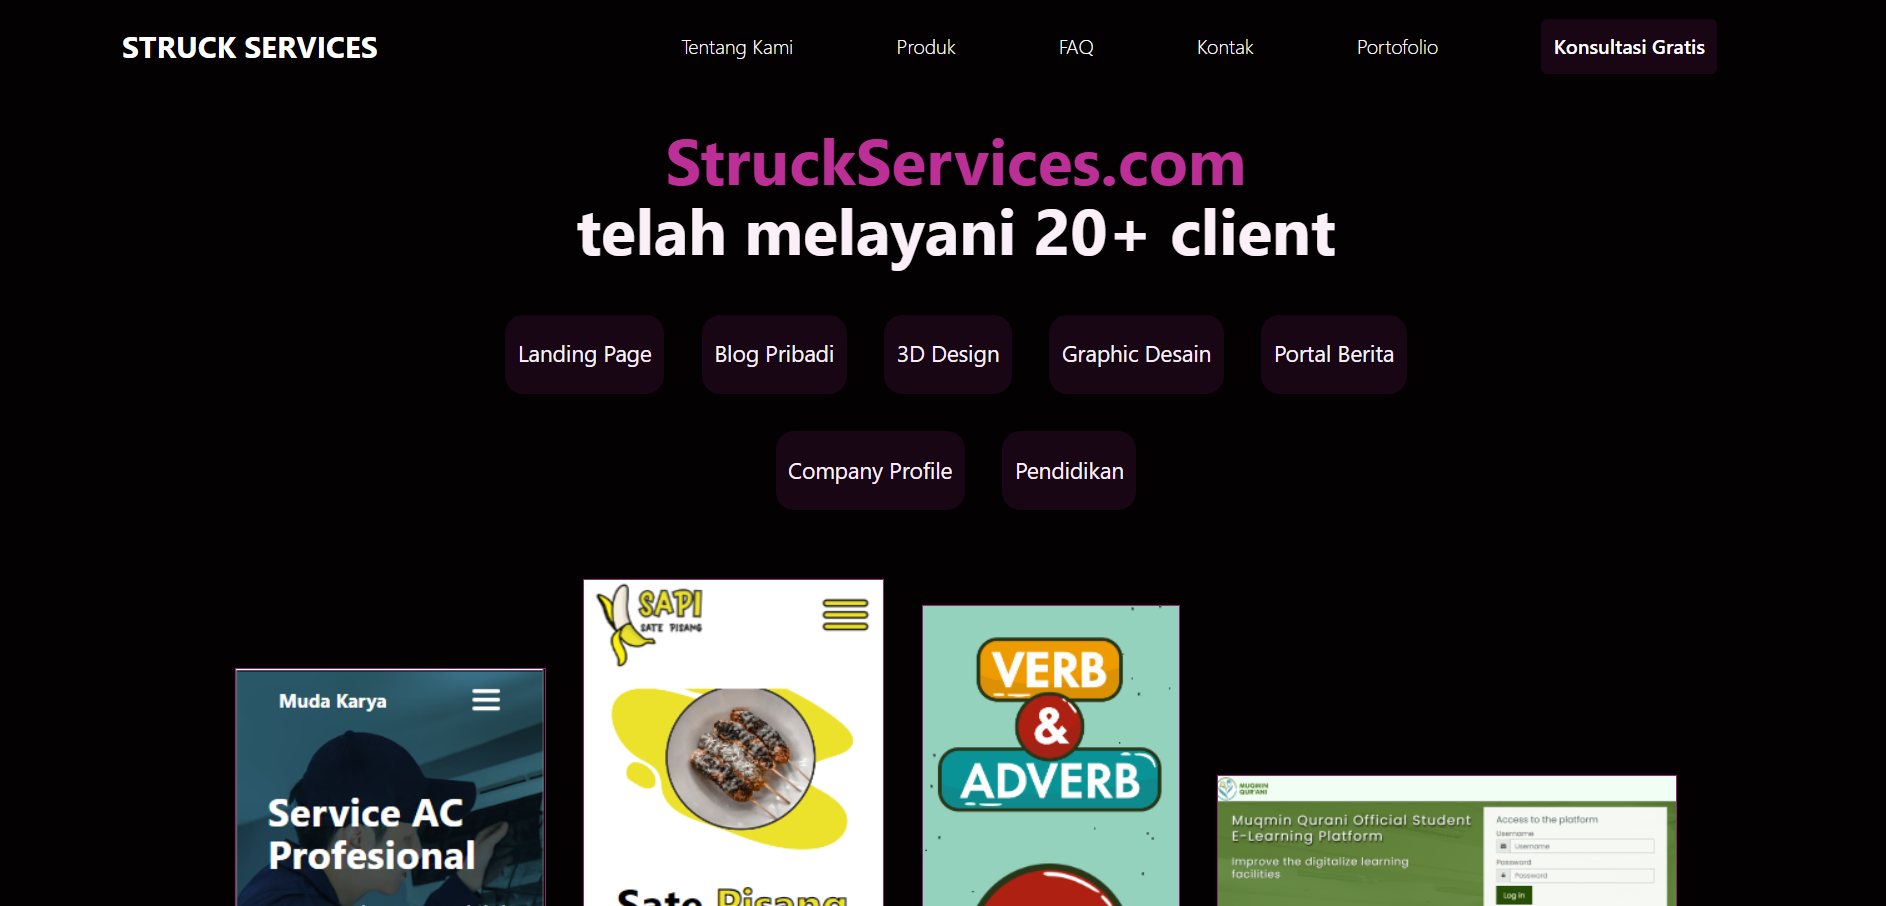 STRUCK SERVICES
Tentang Kami
Produk
FAQ
Kontak
Portofolio
Konsultasi Gratis
StruckServices.com
telah melayani 20+ client
Landing Page
Blog Pribadi
3D Design
Graphic Desain
Portal Berita
Company Profile
Pendidikan
Muda Karya
Service AC
Profesional
SAPI
SATE PISANG
Sate Pisang
VERB
&
ADVERB
MUQMIN
QUR'ANI
Muqmin Qurani Official Student
E-Learning Platform
Improve the digitalize learning
facilities
Access to the platform
Username
Username
Password
Password
Log in